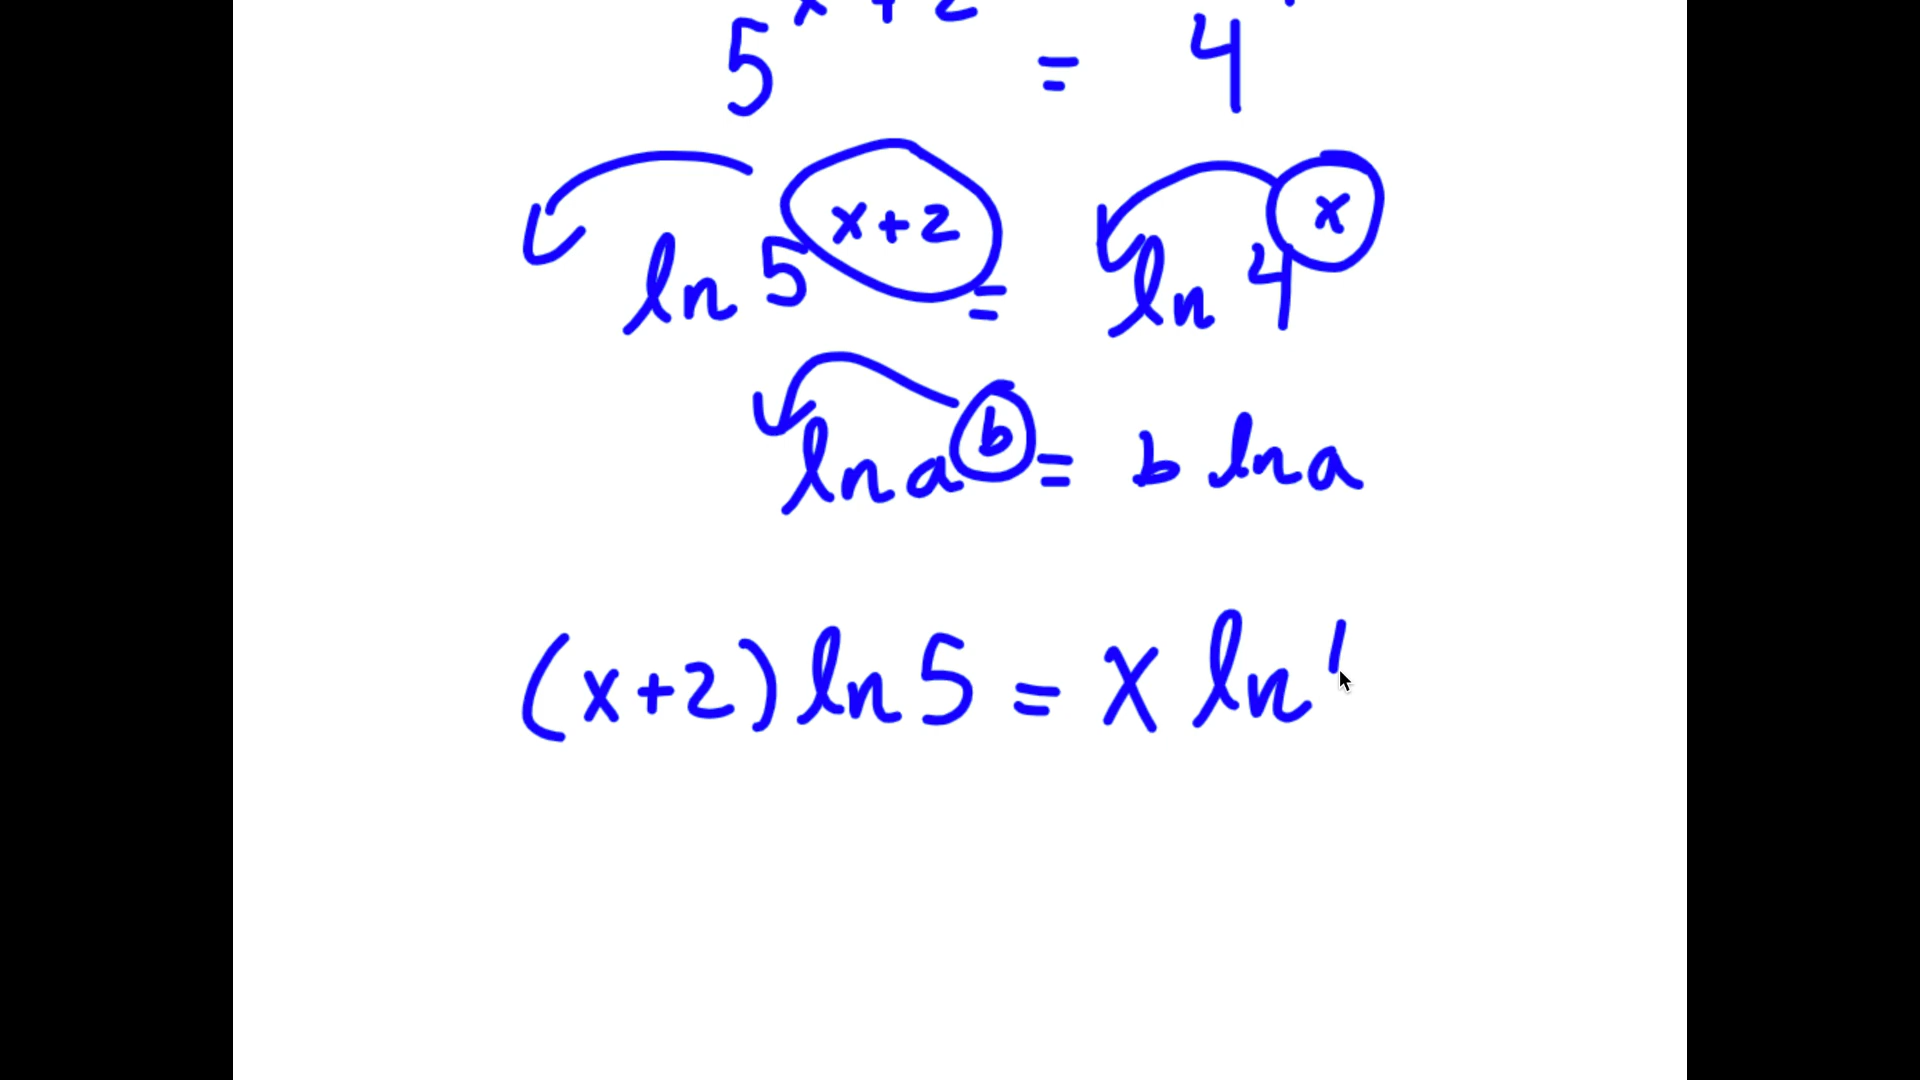 5^{x+2} = 4
ln 5^{x+2} = ln 4^{x}
ln a^{b} = b ln a
(x+2) ln 5 = x ln